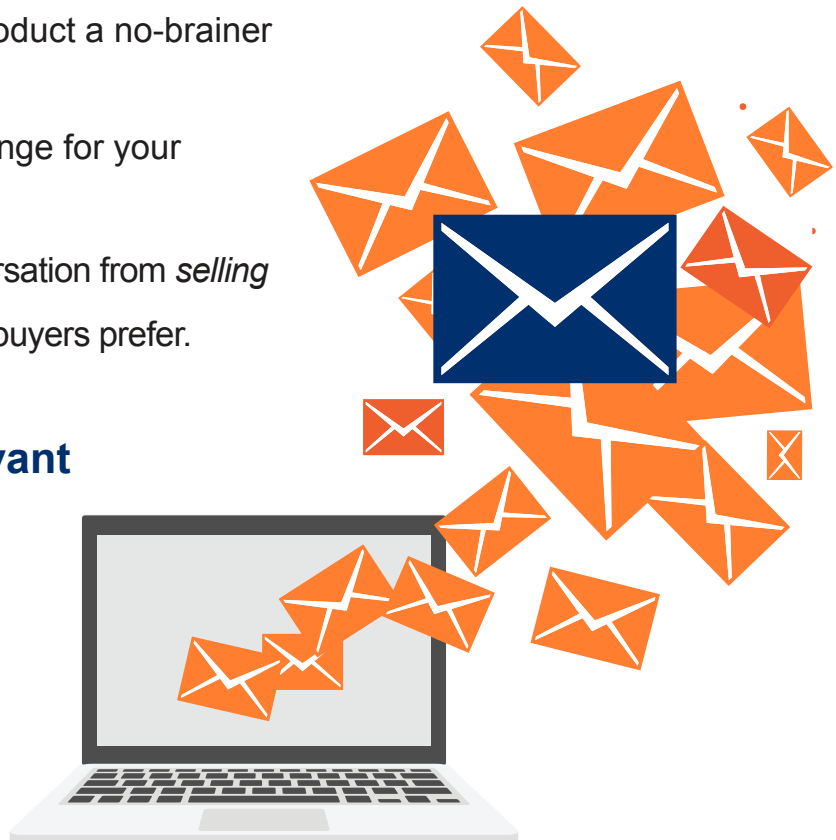 oduct a no-brainer
nge for your
rsation from selling
buyers prefer.
vant